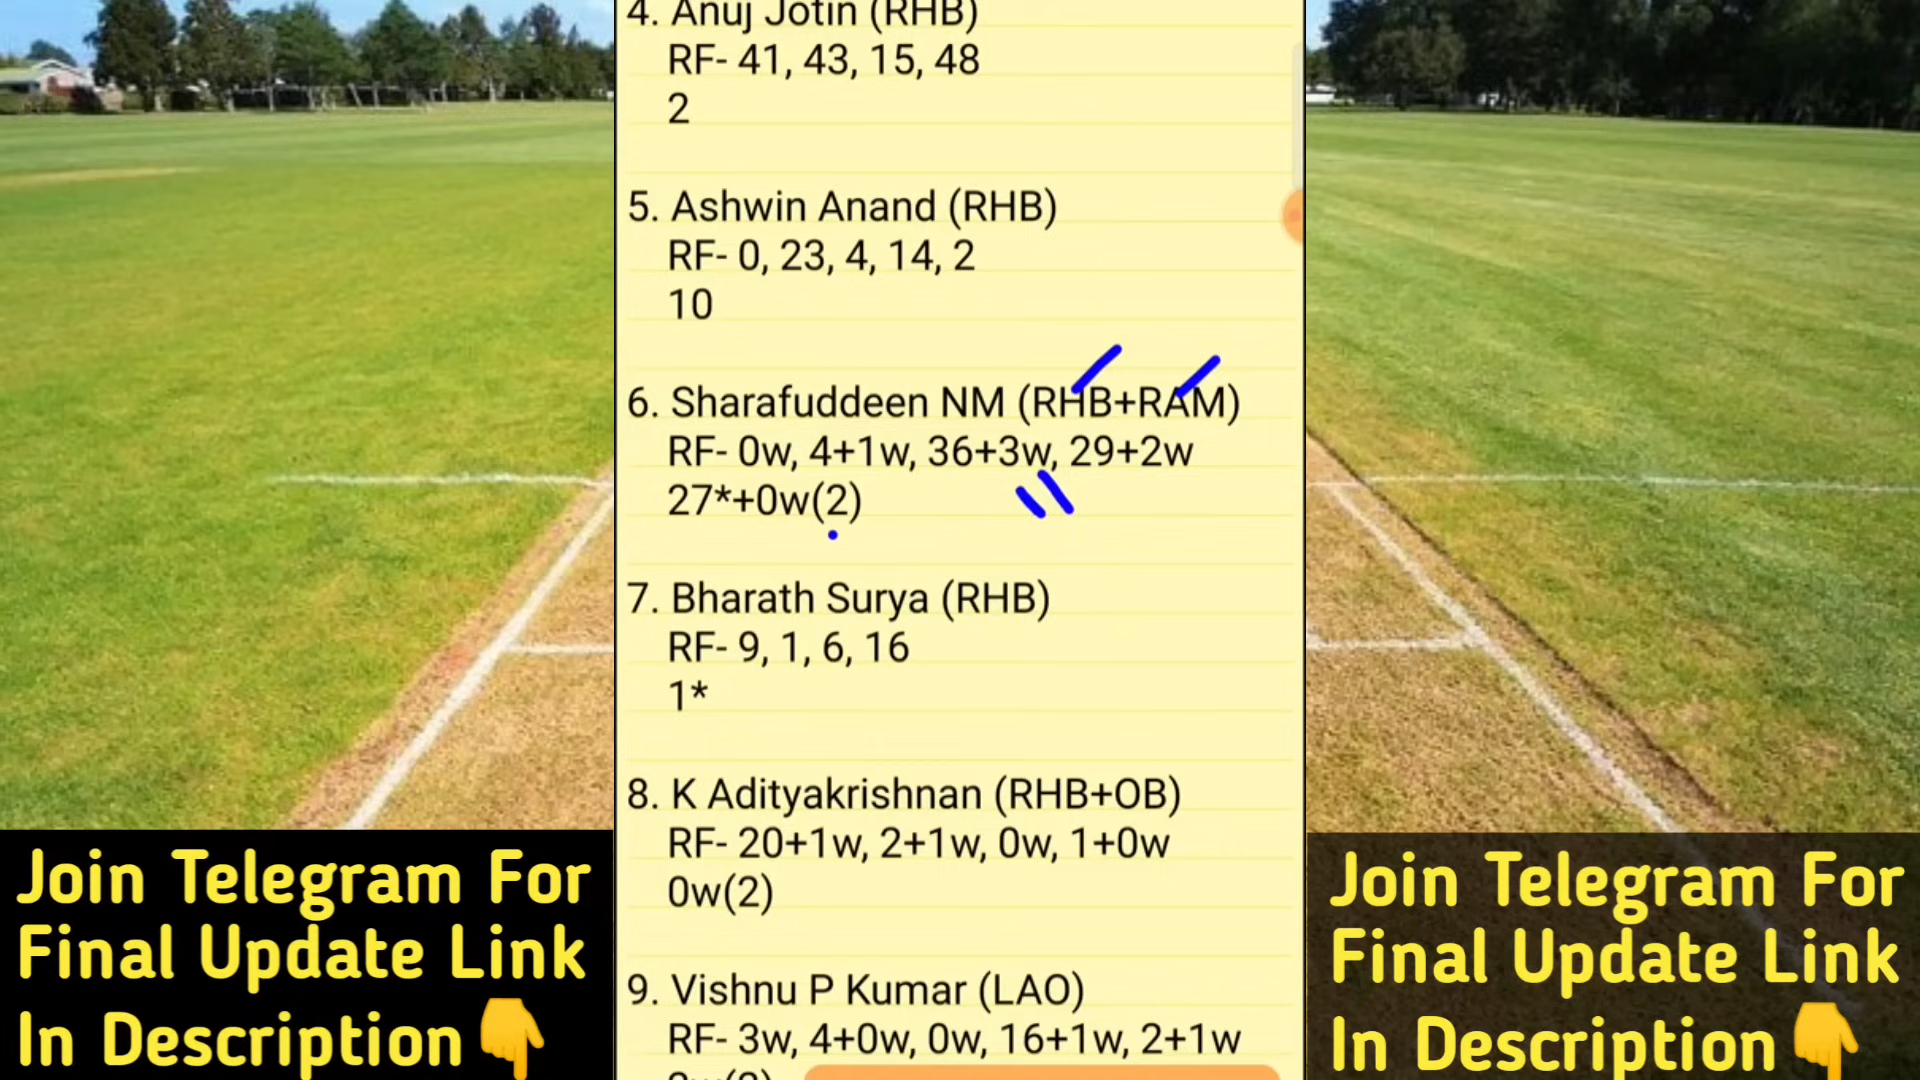 4. Anuj Jotin (RHB)
RF- 41, 43, 15, 48
2
5. Ashwin Anand (RHB)
RF- 0, 23, 4, 14, 2
10
6. Sharafuddeen NM (RHB+RAM)
RF- 0w, 4+1w, 36+3w, 29+2w
27*+0w(2)
7. Bharath Surya (RHB)
RF- 9, 1, 6, 16
1*
8. K Adityakrishnan (RHB+OB)
RF- 20+1w, 2+1w, 0w, 1+0w
0w(2)
9. Vishnu P Kumar (LAO)
RF- 3w, 4+0w, 0w, 16+1w, 2+1w
Join Telegram For
Final Update Link
In Description👇
Join Telegram For
Final Update Link
In Description👇